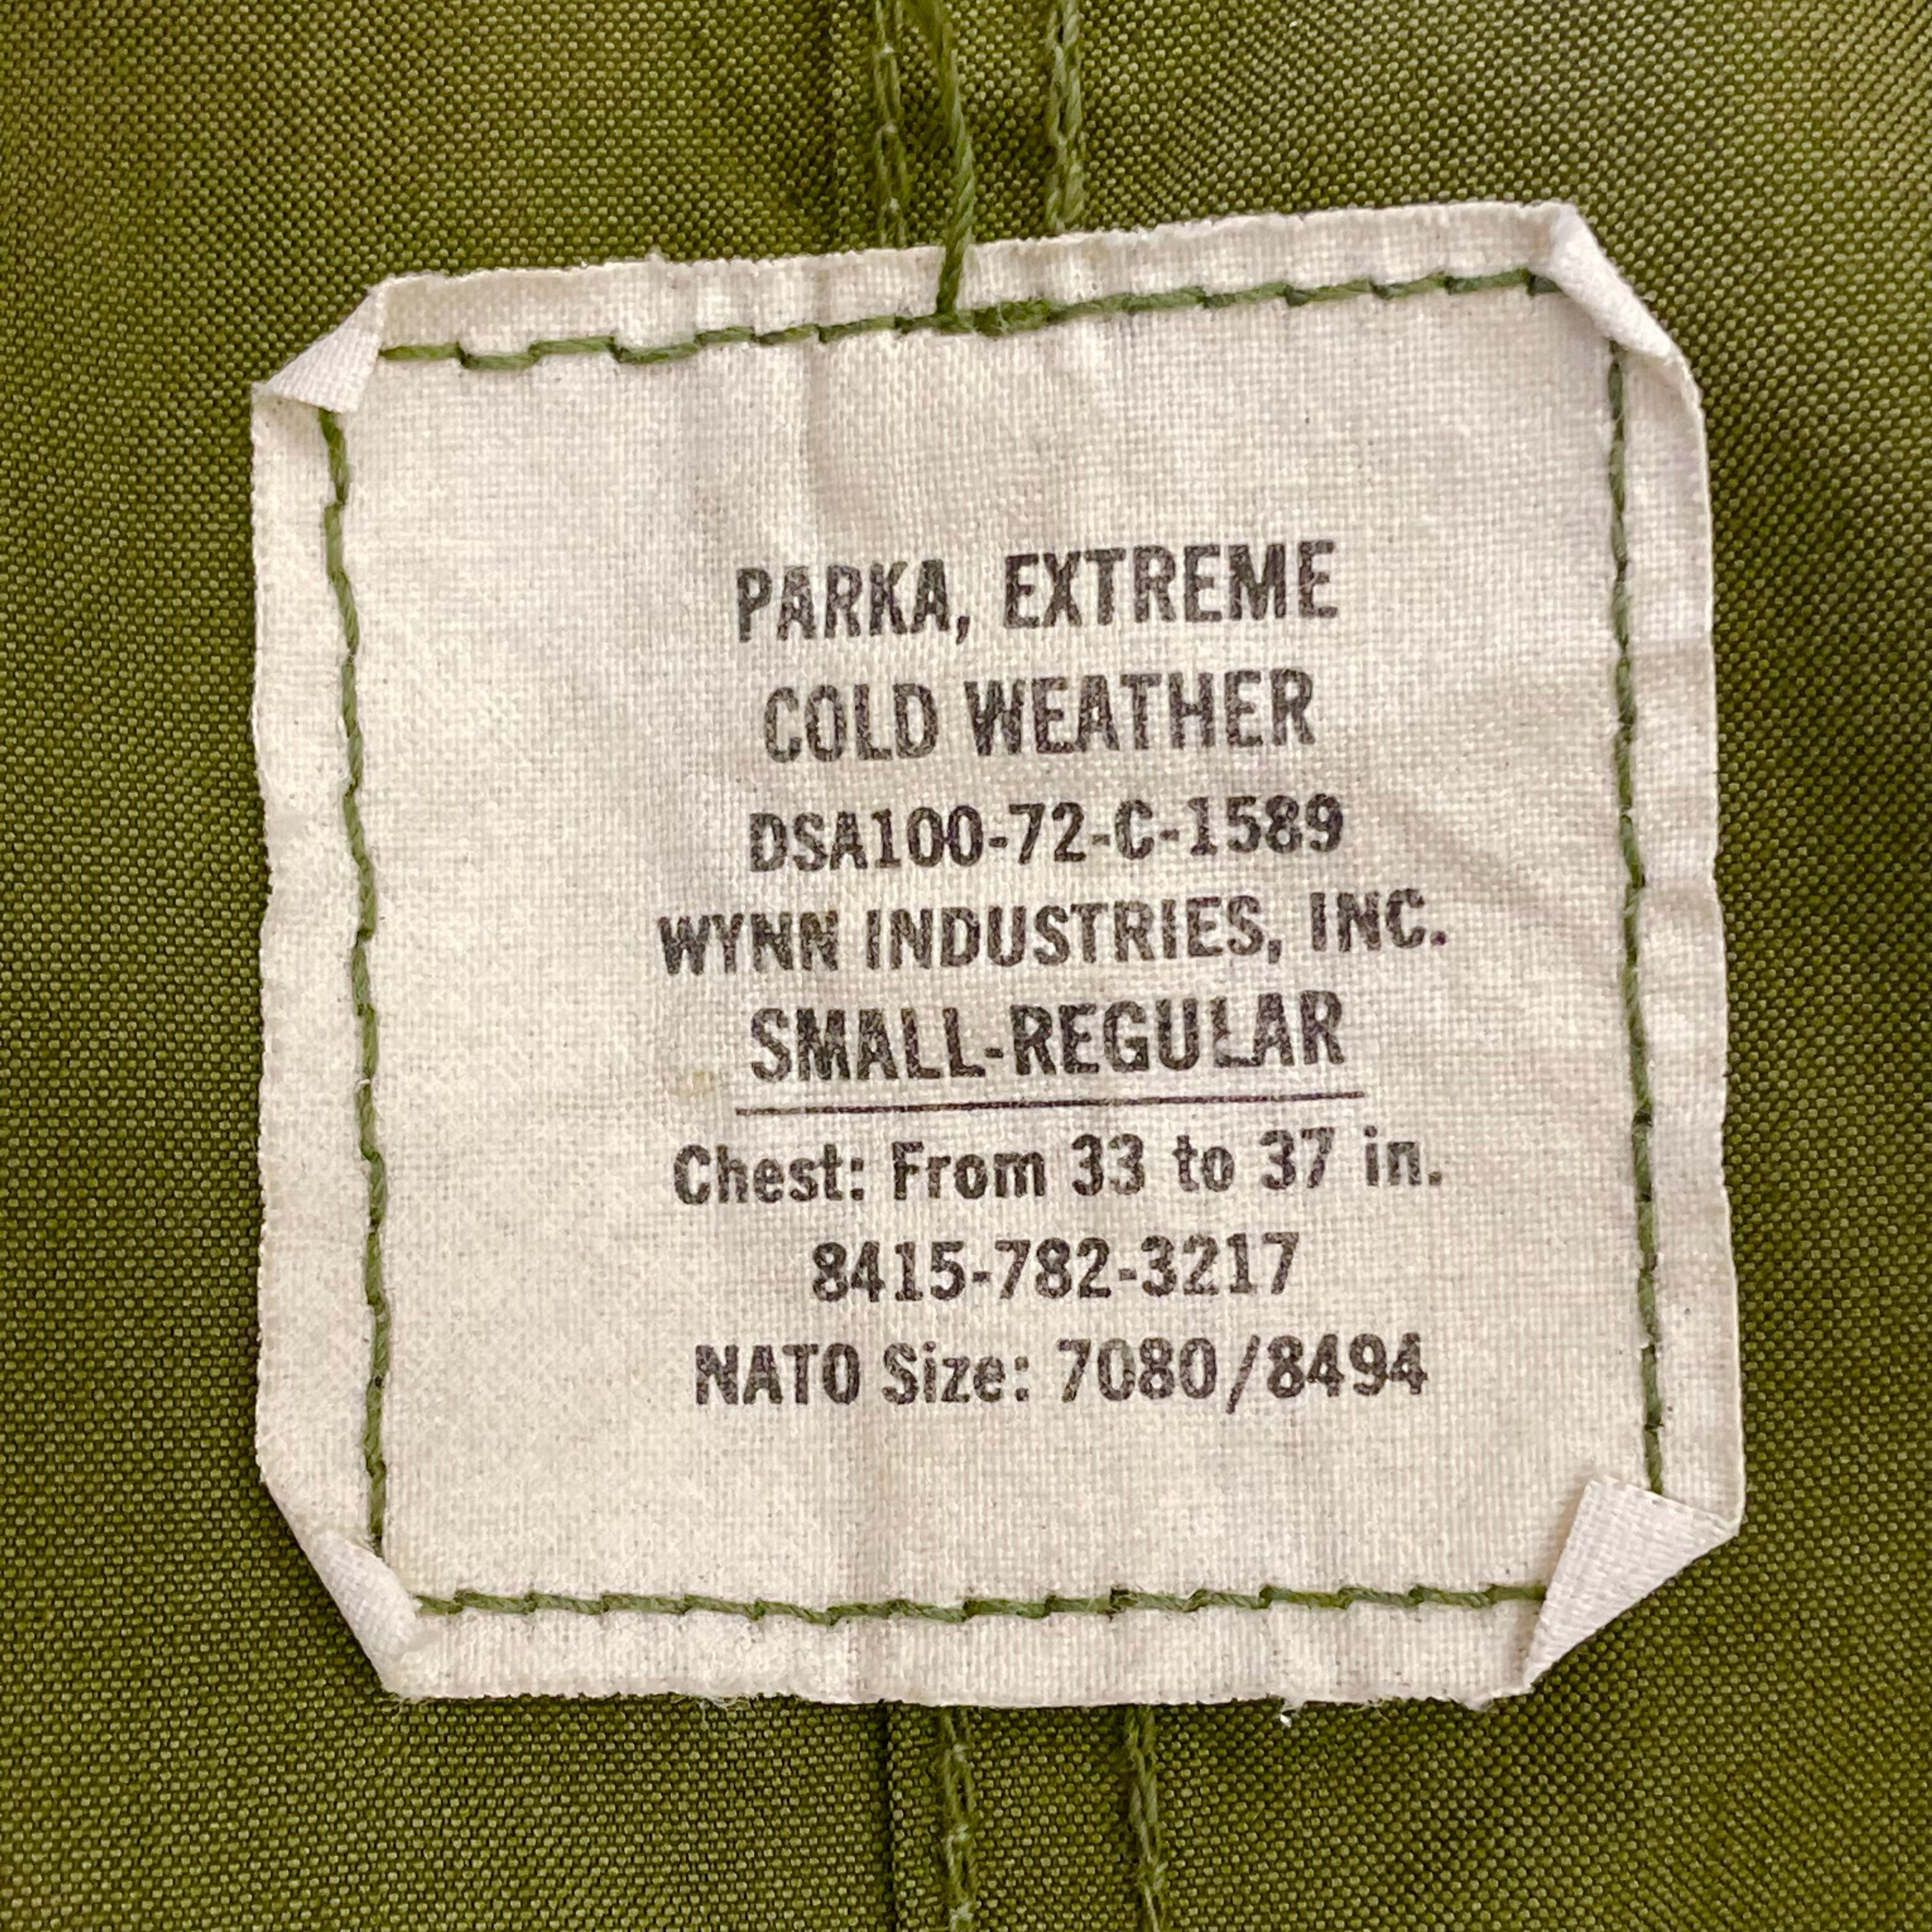 PARKA, EXTREME
COLD WEATHER
DSA100-72-C-1589
WYNN INDUSTRIES, INC.
SMALL-REGULAR
Chest: From 33 to 37 in.
8415-782-3217
NATO Size: 7080/8494